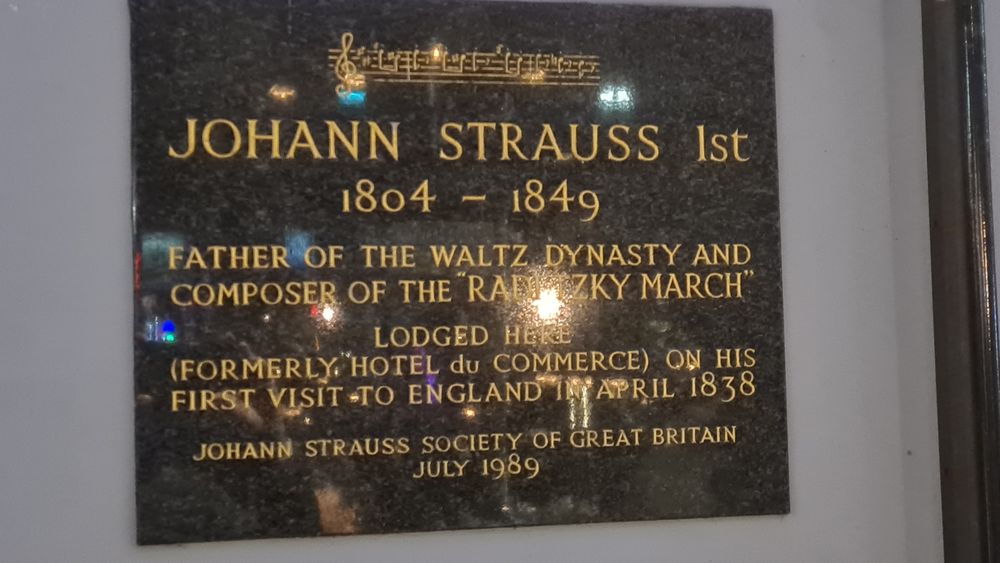 JOHANN STRAUSS 1st
1804 – 1849
FATHER OF THE WALTZ DYNASTY AND
COMPOSER OF THE "RADETZKY MARCH"
LODGED HERE
(FORMERLY HOTEL du COMMERCE) ON HIS
FIRST VISIT TO ENGLAND IN APRIL 1838
JOHANN STRAUSS SOCIETY OF GREAT BRITAIN
JULY 1989